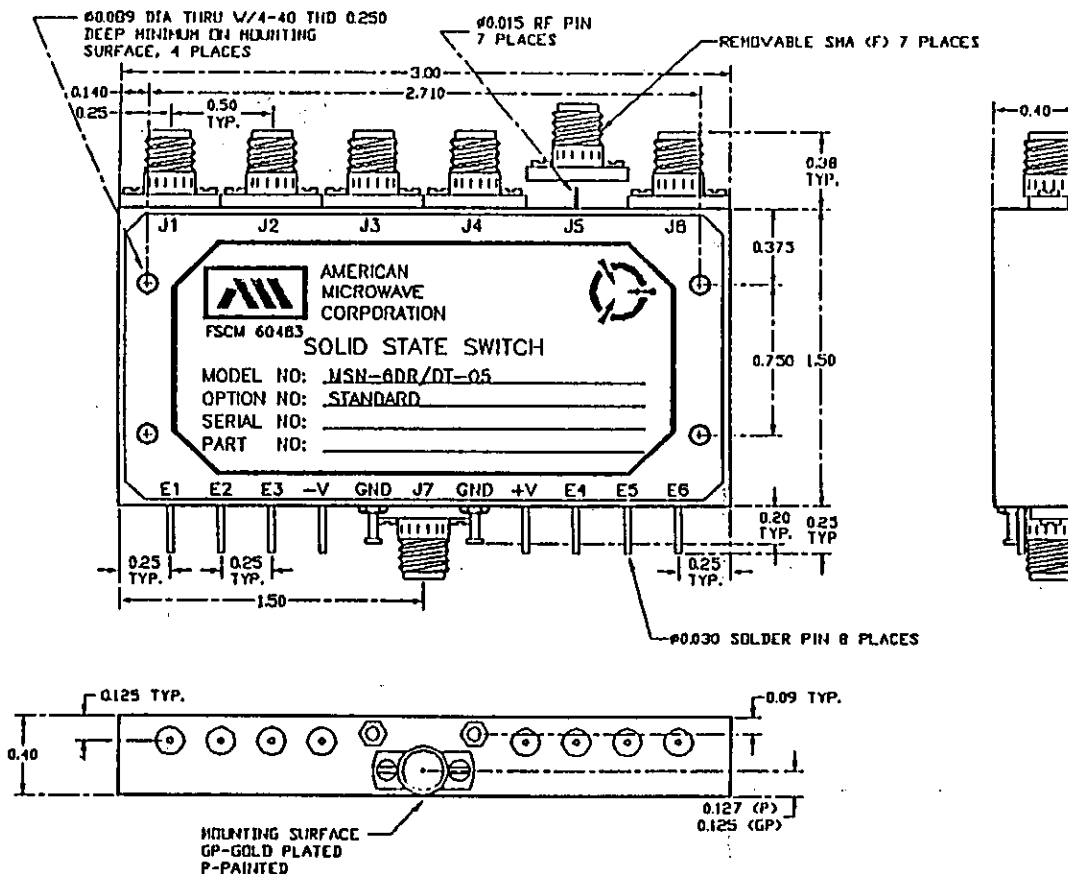 ø0.089 DIA THRU W/4-40 THD 0.250
DEEP MINIMUM ON MOUNTING
SURFACE, 4 PLACES
ø0.015 RF PIN
7 PLACES
REMOVABLE SMA (F) 7 PLACES
3.00
0.140
2.710
0.25
0.50
TYP.
0.40
0.38
TYP.
J1 J2 J3 J4 J5 J6
0.375
AMERICAN
MICROWAVE
CORPORATION
FSCM 60483
SOLID STATE SWITCH
0.750 1.50
MODEL NO: MSN-6DR/DT-05
OPTION NO: STANDARD
SERIAL NO:
PART NO:
E1 E2 E3 -V GND J7 GND +V E4 E5 E6
0.20
TYP.
0.25
TYP
0.25
TYP.
0.25
TYP.
0.25
TYP.
1.50
ø0.030 SOLDER PIN 8 PLACES
0.125 TYP.
0.09 TYP.
0.40
0.127 (P)
0.125 (GP)
MOUNTING SURFACE
GP-GOLD PLATED
P-PAINTED